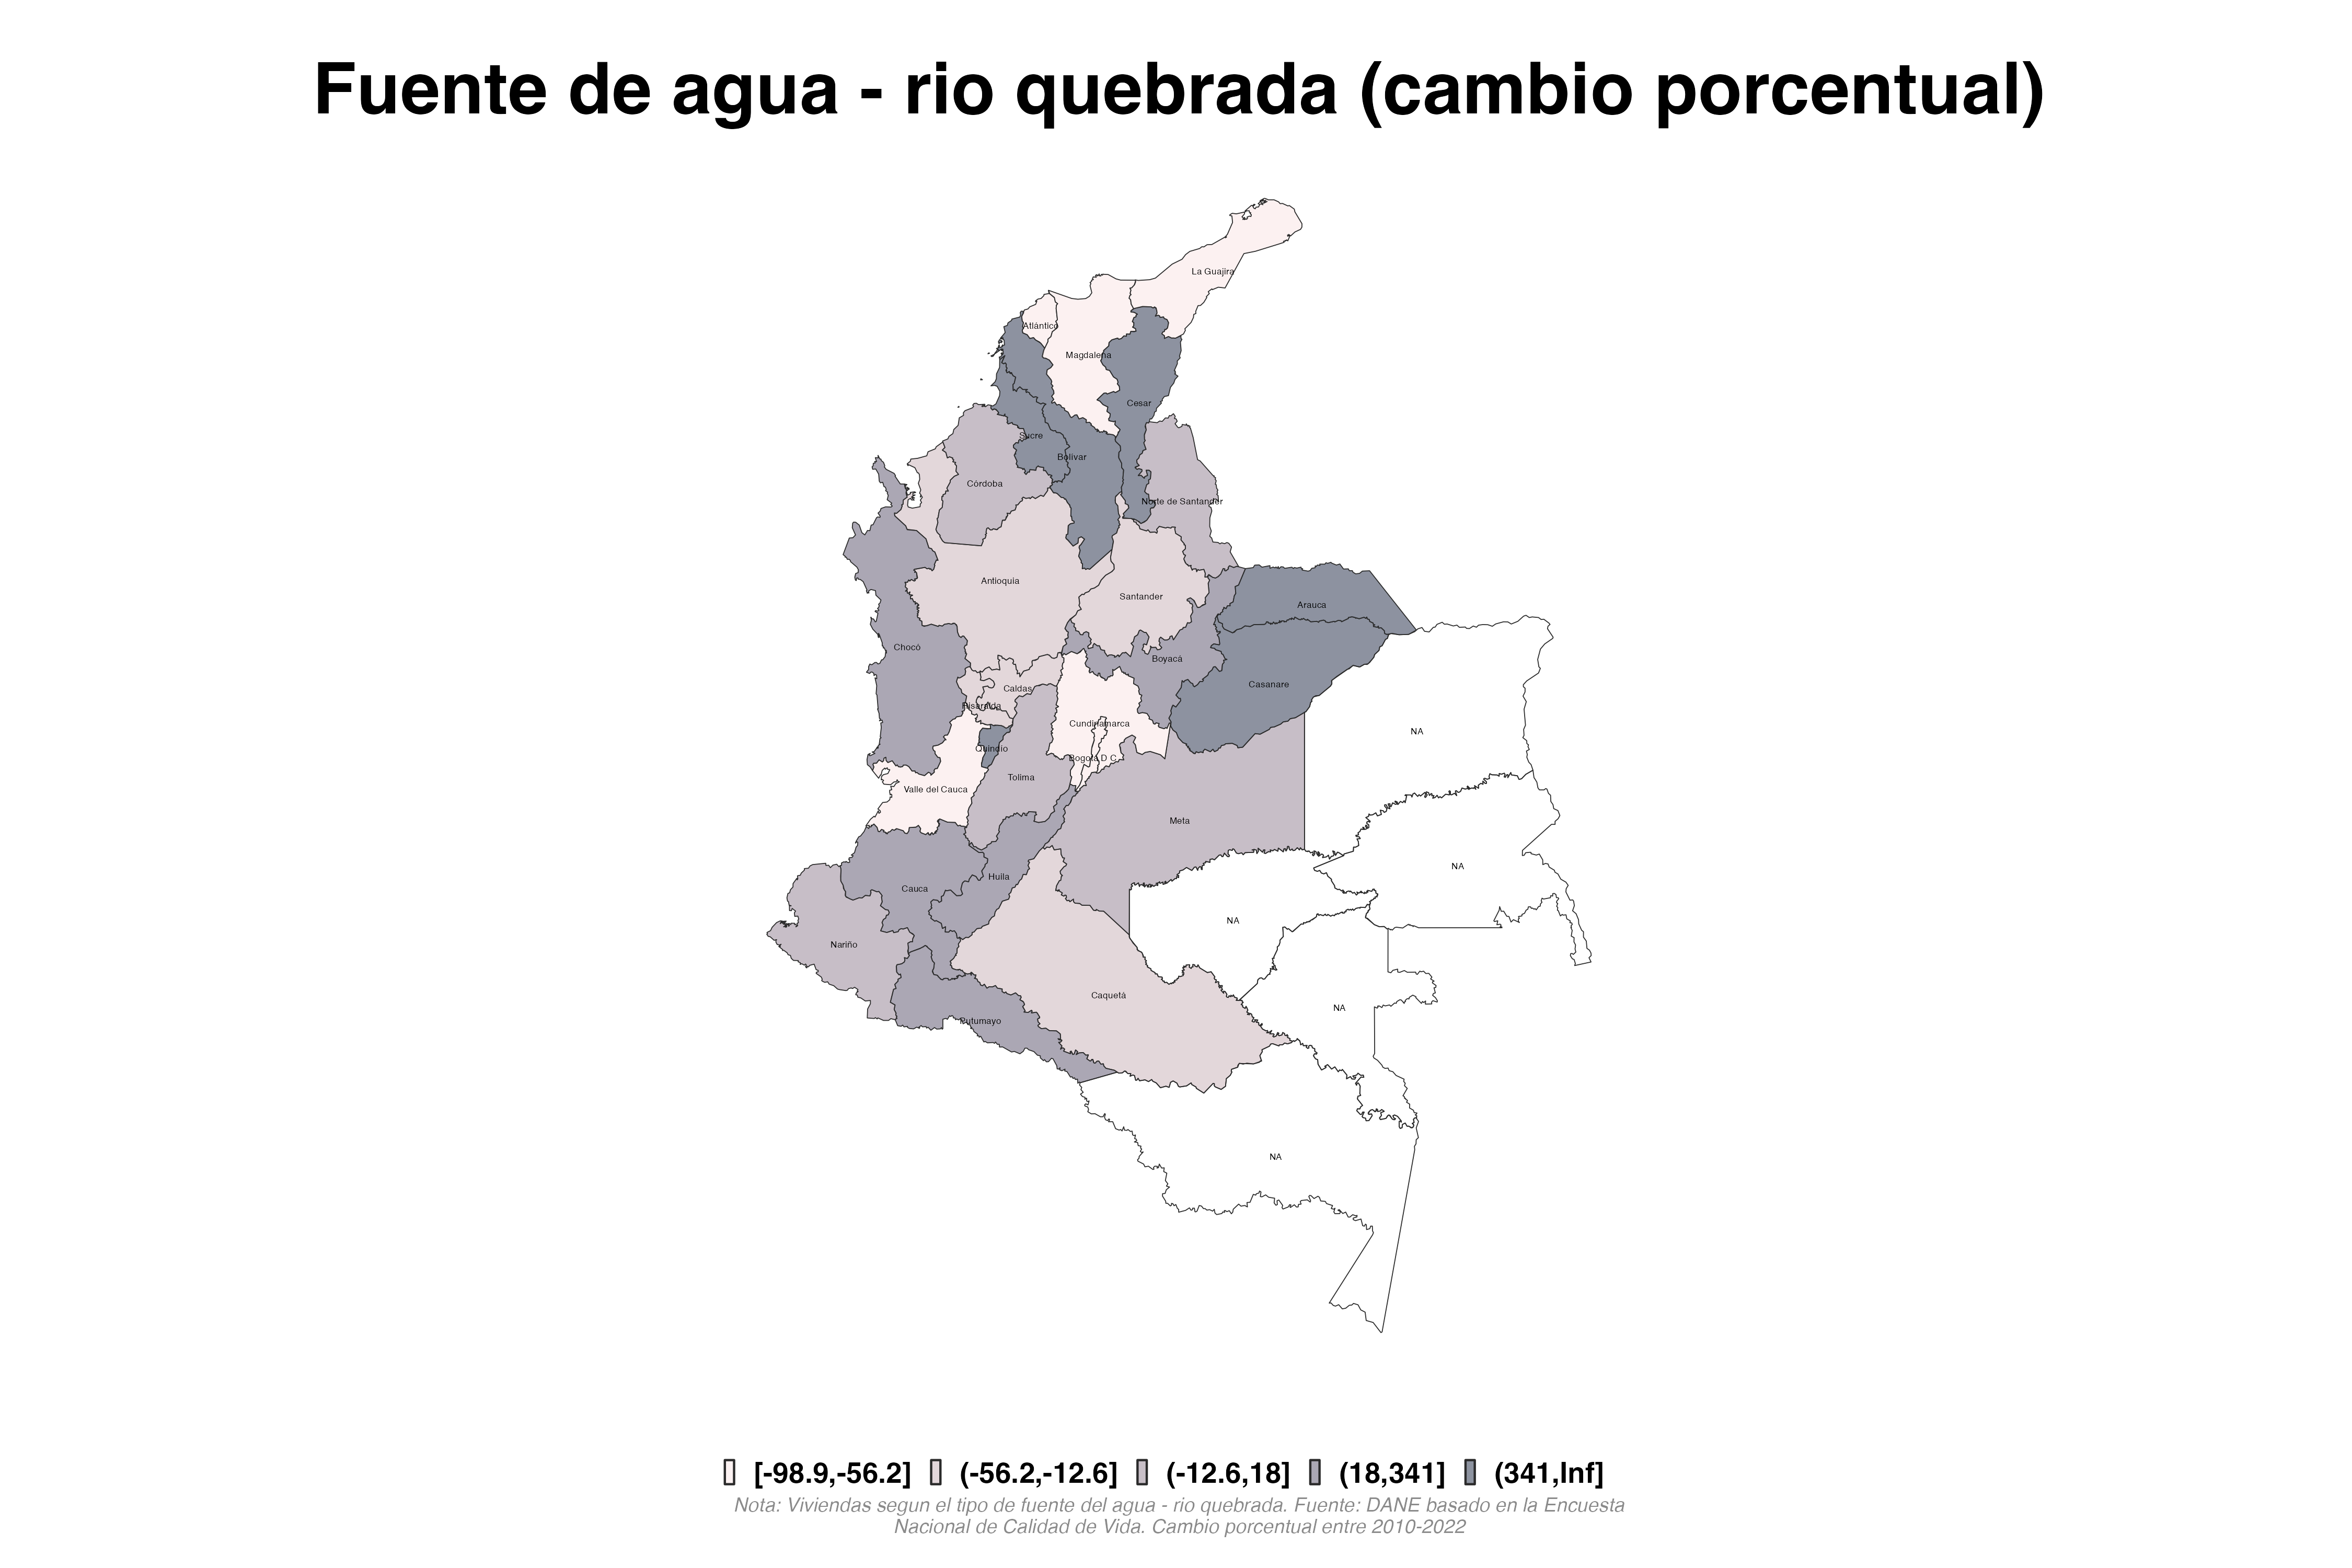 Fuente de agua - rio quebrada (cambio porcentual)
La Guajira
Atlántico
Magdalena
Cesar
Sucre
Bolívar
Córdoba
Norte de Santander
Antioquia
Santander
Arauca
Chocó
Boyacá
Caldas
Casanare
Risaralda
Cundinamarca
NA
Quindio
Bogotá D.C.
Tolima
Valle del Cauca
Meta
NA
Huila
Cauca
NA
Nariño
Caquetá
NA
Putumayo
NA
[-98.9,-56.2] (-56.2,-12.6] (-12.6,18] (18,341] (341,Inf]
Nota: Viviendas segun el tipo de fuente del agua - rio quebrada. Fuente: DANE basado en la Encuesta
Nacional de Calidad de Vida. Cambio porcentual entre 2010-2022